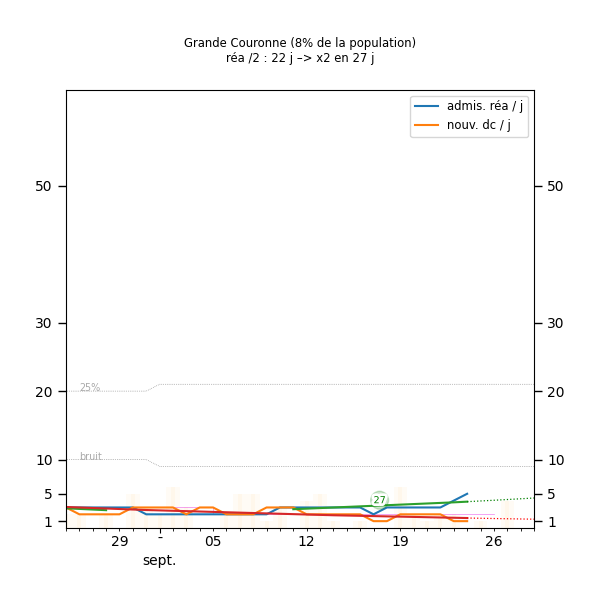 Grande Couronne (8% de la population)
réa /2 : 22 j –> x2 en 27 j
admis. réa / j
nouv. dc / j
50 50
30 30
25%
20 20
bruit
10 10
5 5
27
1 1
29 - 05 12 19 26
sept.